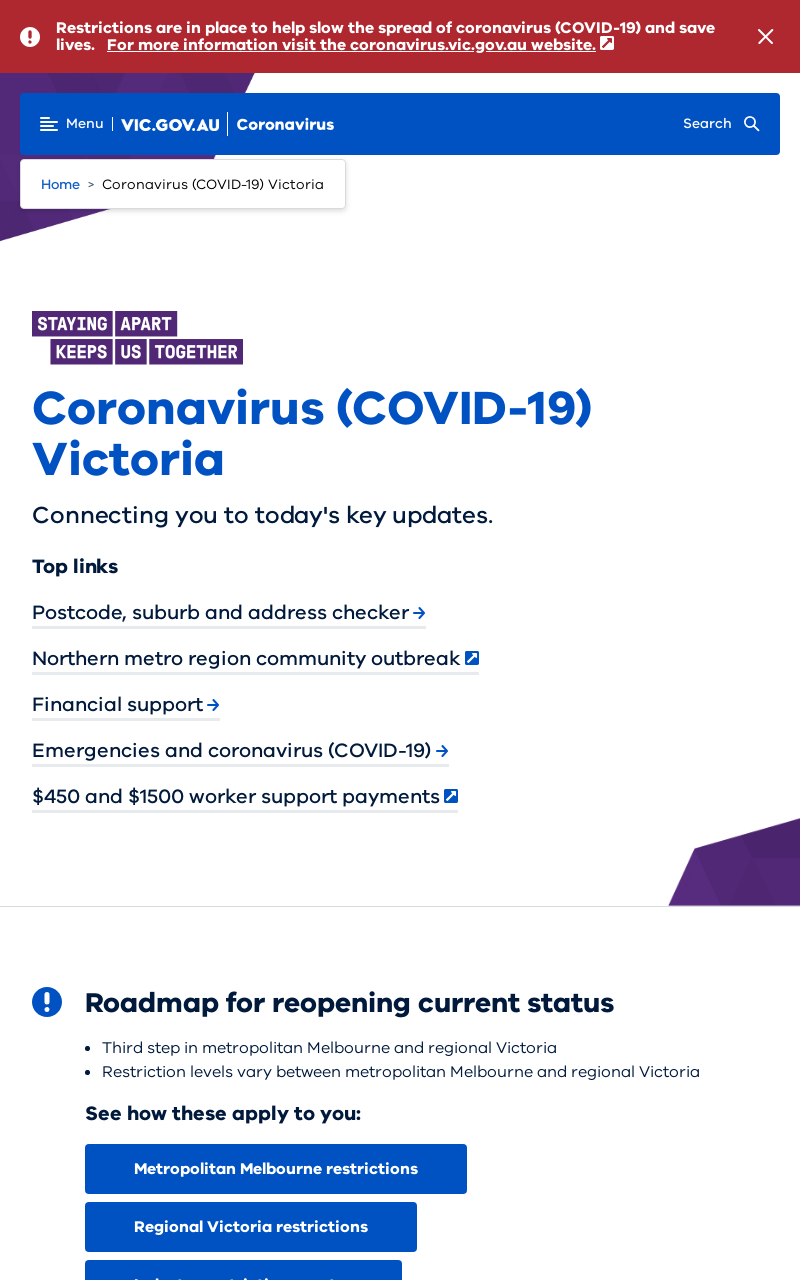 Restrictions are in place to help slow the spread of coronavirus (COVID-19) and save
lives. For more information visit the coronavirus.vic.gov.au website.
Menu VIC.GOV.AU Coronavirus Search
Home > Coronavirus (COVID-19) Victoria
STAYING APART
KEEPS US TOGETHER
Coronavirus (COVID-19)
Victoria
Connecting you to today's key updates.
Top links
Postcode, suburb and address checker
Northern metro region community outbreak
Financial support
Emergencies and coronavirus (COVID-19)
$450 and $1500 worker support payments
Roadmap for reopening current status
Third step in metropolitan Melbourne and regional Victoria
Restriction levels vary between metropolitan Melbourne and regional Victoria
See how these apply to you:
Metropolitan Melbourne restrictions
Regional Victoria restrictions